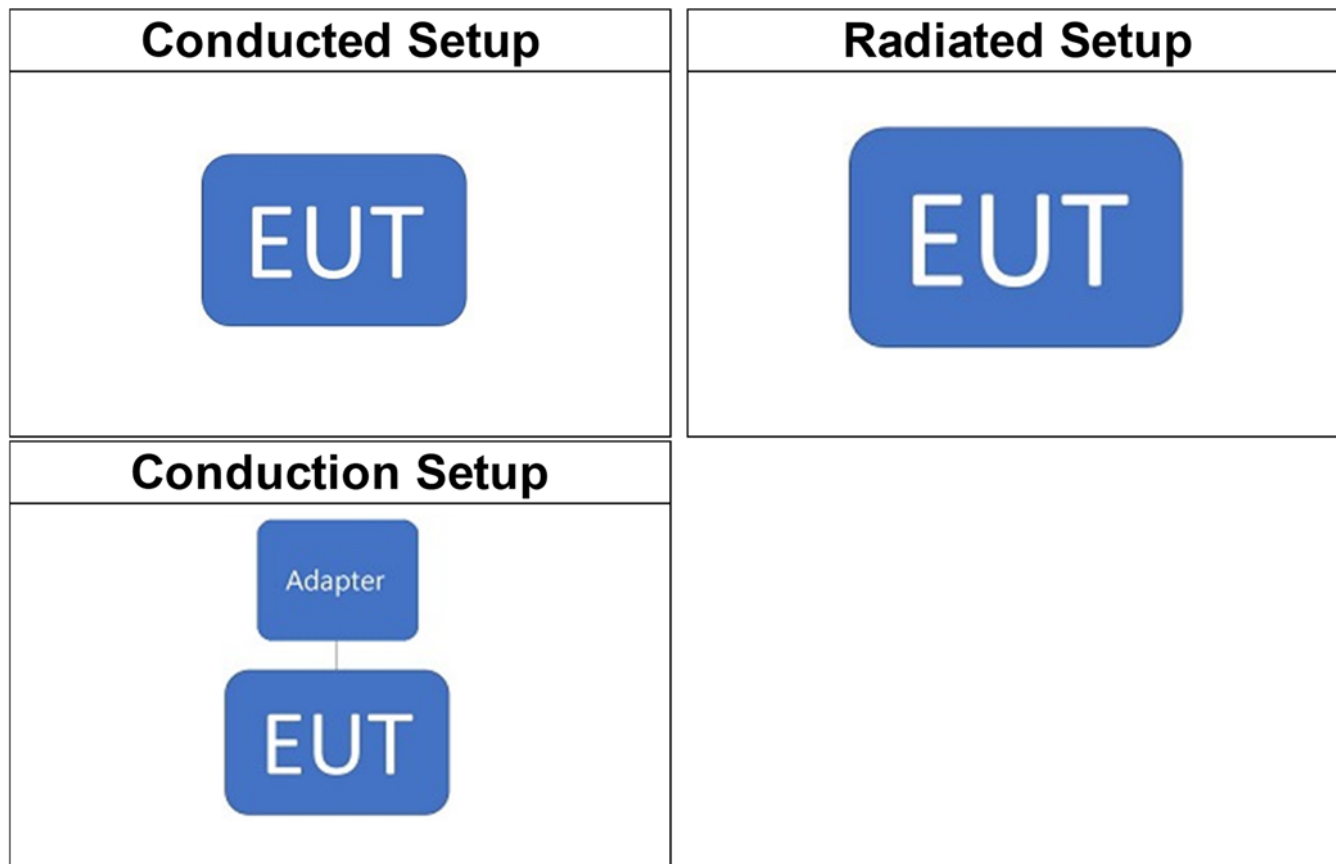 Conducted Setup
Radiated Setup
EUT
EUT
Conduction Setup
Adapter
EUT